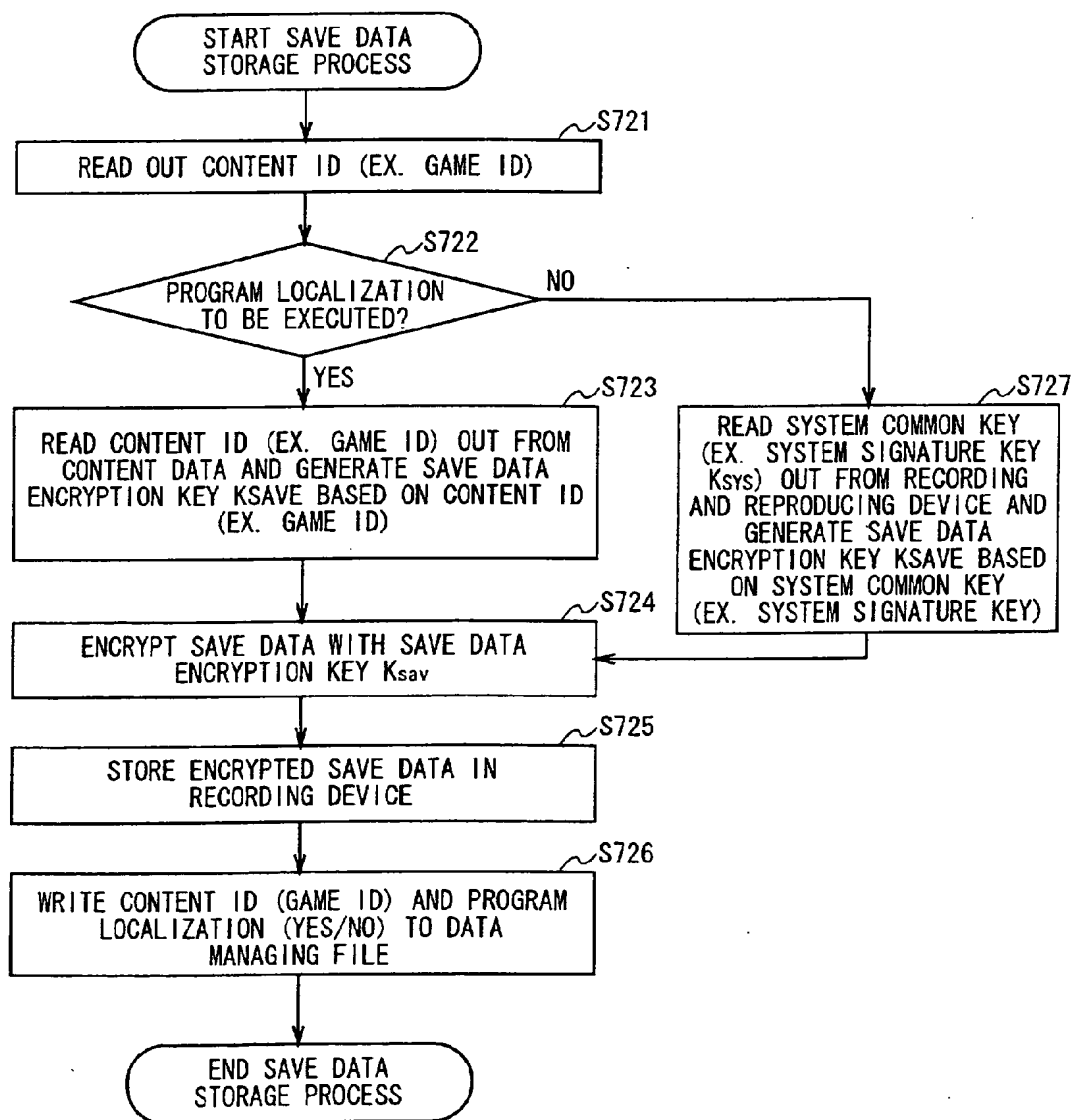 START SAVE DATA
STORAGE PROCESS
S721
READ OUT CONTENT ID (EX. GAME ID)
S722
PROGRAM LOCALIZATION
TO BE EXECUTED?
NO
YES
S723
READ CONTENT ID (EX. GAME ID) OUT FROM
CONTENT DATA AND GENERATE SAVE DATA
ENCRYPTION KEY KSAVE BASED ON CONTENT ID
(EX. GAME ID)
S727
READ SYSTEM COMMON KEY
(EX. SYSTEM SIGNATURE KEY
Ksys) OUT FROM RECORDING
AND REPRODUCING DEVICE AND
GENERATE SAVE DATA
ENCRYPTION KEY KSAVE BASED
ON SYSTEM COMMON KEY
(EX. SYSTEM SIGNATURE KEY)
S724
ENCRYPT SAVE DATA WITH SAVE DATA
ENCRYPTION KEY Ksav
S725
STORE ENCRYPTED SAVE DATA IN
RECORDING DEVICE
S726
WRITE CONTENT ID (GAME ID) AND PROGRAM
LOCALIZATION (YES/NO) TO DATA
MANAGING FILE
END SAVE DATA
STORAGE PROCESS